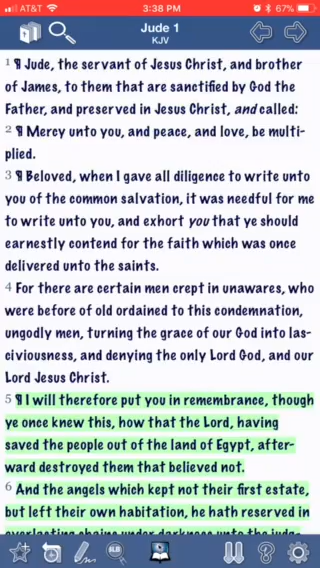 AT&T 3:38 PM 67%
Jude 1
KJV
1 ¶ Jude, the servant of Jesus Christ, and brother
of James, to them that are sanctified by God the
Father, and preserved in Jesus Christ, and called:
2 ¶ Mercy unto you, and peace, and love, be multi-
plied.
3 ¶ Beloved, when I gave all diligence to write unto
you of the common salvation, it was needful for me
to write unto you, and exhort you that ye should
earnestly contend for the faith which was once
delivered unto the saints.
4 For there are certain men crept in unawares, who
were before of old ordained to this condemnation,
ungodly men, turning the grace of our God into las-
civiousness, and denying the only Lord God, and our
Lord Jesus Christ.
5 ¶ I will therefore put you in remembrance, though
ye once knew this, how that the Lord, having
saved the people out of the land of Egypt, after-
ward destroyed them that believed not.
6 And the angels which kept not their first estate,
but left their own habitation, he hath reserved in
everlasting chains under darkness unto the judg-
SLB